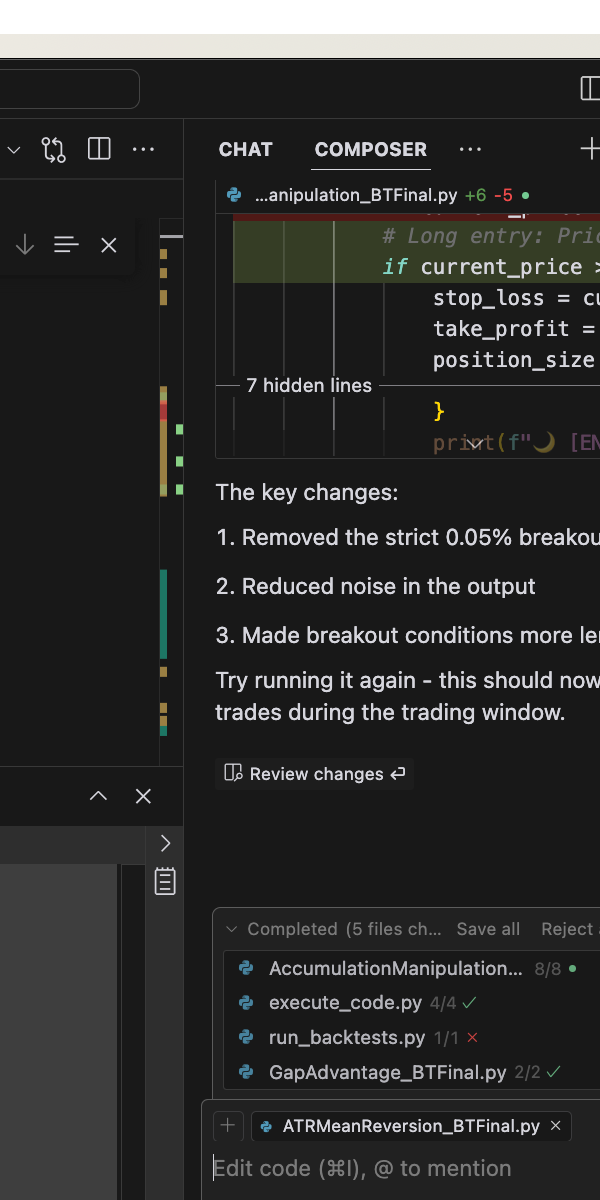 CHAT COMPOSER
...anipulation_BTFinal.py +6 -5
# Long entry: Pric
if current_price >
stop_loss = cu
take_profit =
position_size
7 hidden lines
}
print(f"🌙 [EN
The key changes:
1. Removed the strict 0.05% breakou
2. Reduced noise in the output
3. Made breakout conditions more len
Try running it again - this should now
trades during the trading window.
Review changes
Completed (5 files ch... Save all Reject a
AccumulationManipulation... 8/8
execute_code.py 4/4
run_backtests.py 1/1
GapAdvantage_BTFinal.py 2/2
ATRMeanReversion_BTFinal.py
Edit code (⌘I), @ to mention